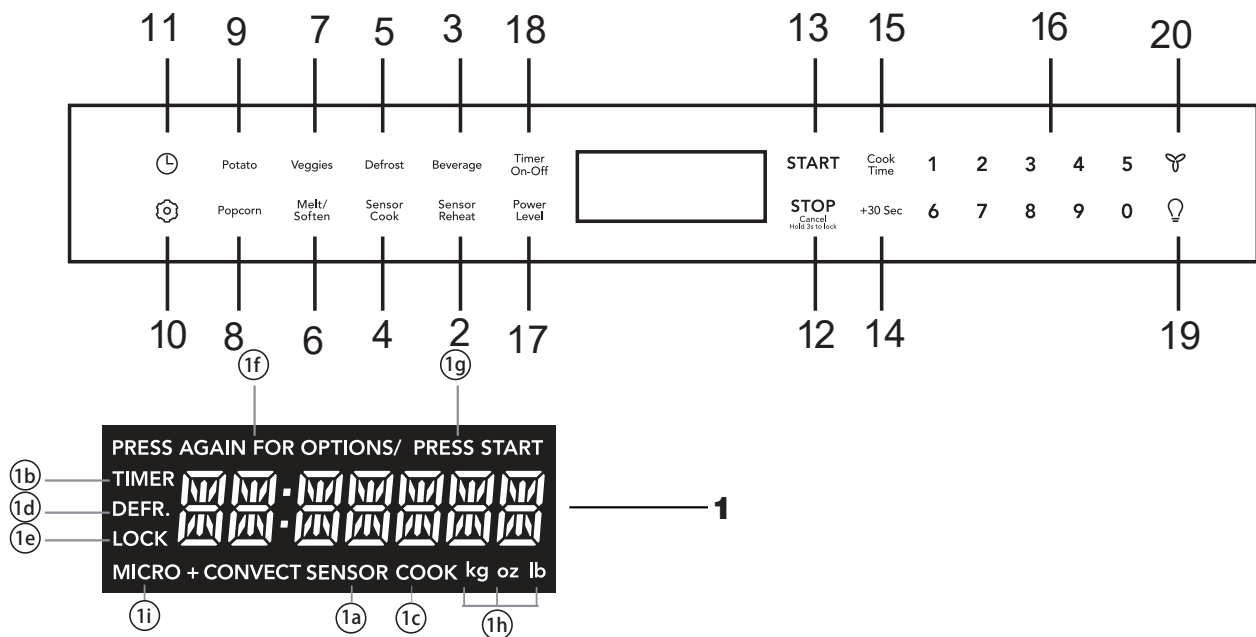 11 9 7 5 3 18 13 15 16 20
Potato Veggies Defrost Beverage Timer On-Off START Cook Time 1 2 3 4 5
Popcorn Melt/ Soften Sensor Cook Sensor Reheat Power Level STOP Cancel Hold 3s to lock +30 Sec 6 7 8 9 0
10 8 6 4 2 17 12 14 19
1f 1g
PRESS AGAIN FOR OPTIONS/ PRESS START
1b TIMER
1d DEFR.
1
1e LOCK
MICRO + CONVECT SENSOR COOK kg oz lb
1i 1a 1c 1h